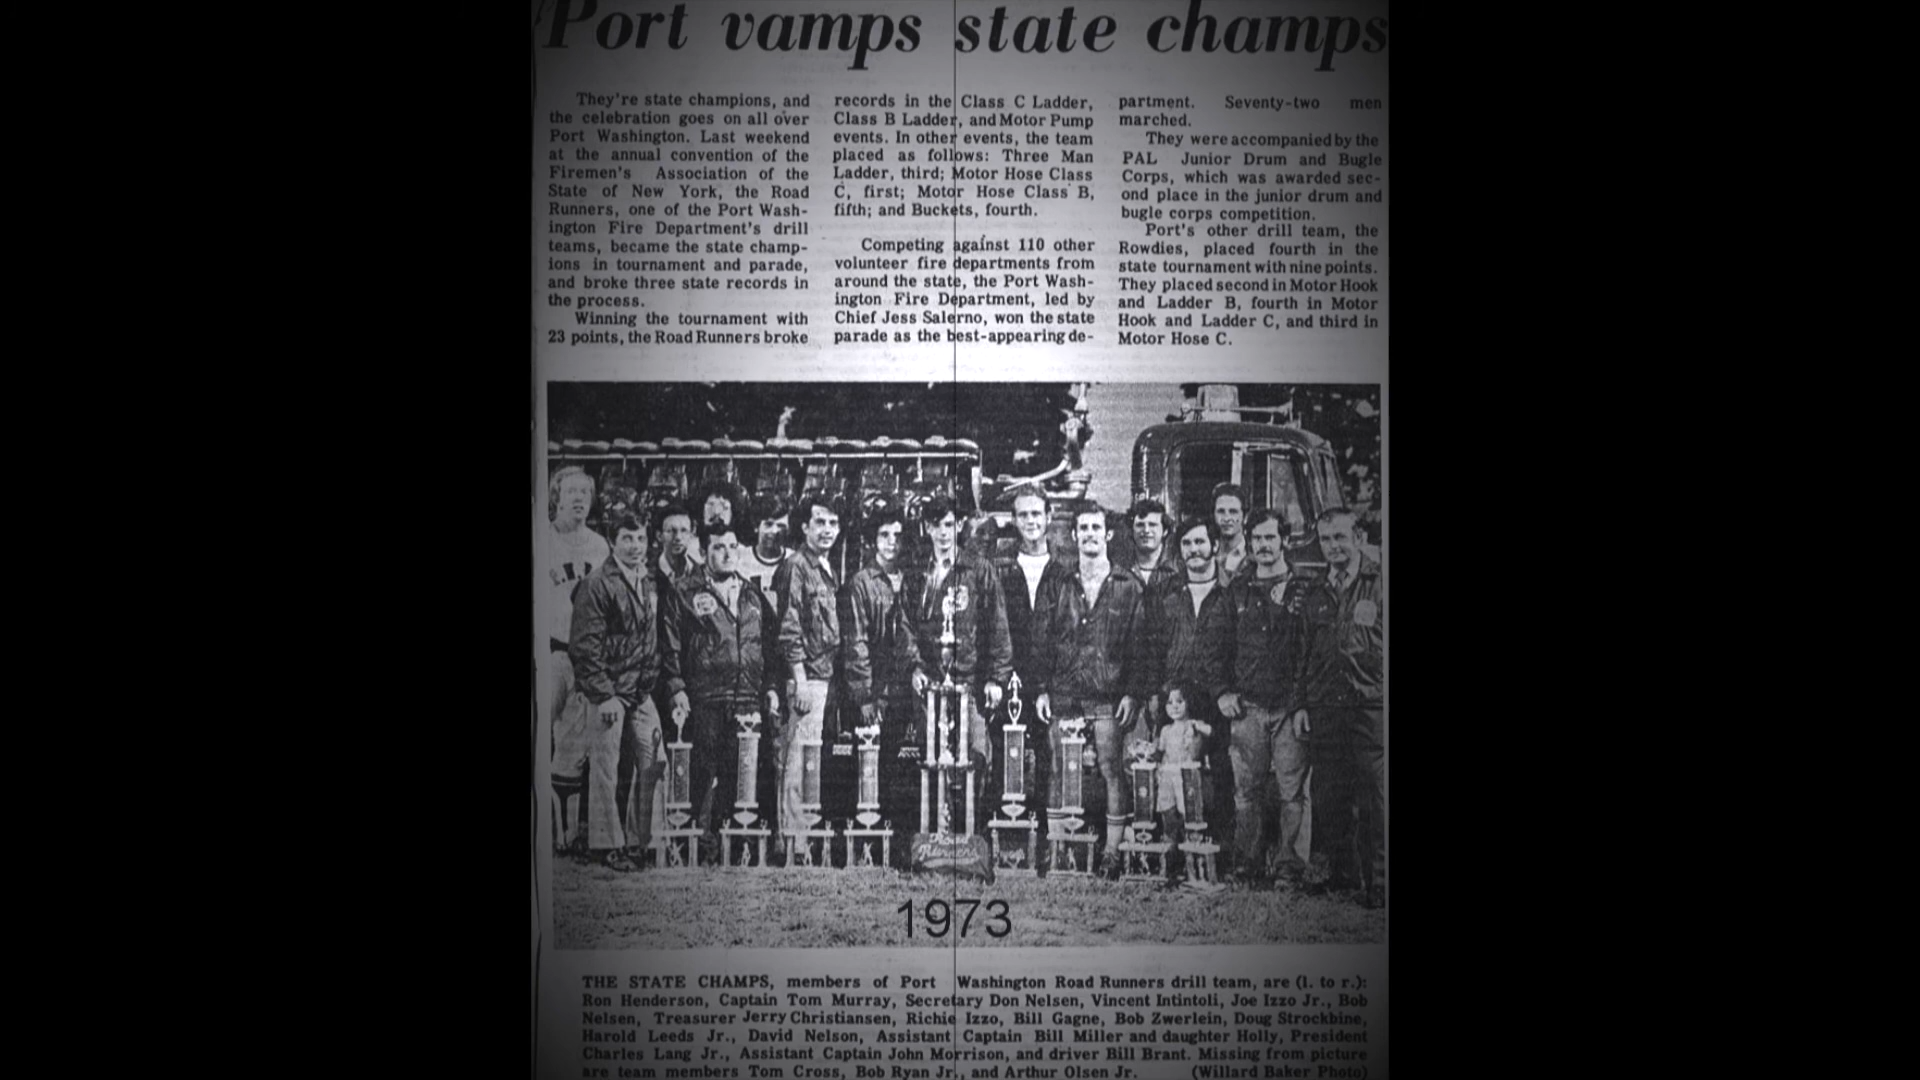 Port vamps state champs
They're state champions, and
the celebration goes on all over
Port Washington. Last weekend
at the annual convention of the
Firemen's Association of the
State of New York, the Road
Runners, one of the Port Wash-
ington Fire Department's drill
teams, became the state champ-
ions in tournament and parade,
and broke three state records in
the process.
Winning the tournament with
23 points, the Road Runners broke
records in the Class C Ladder,
Class B Ladder, and Motor Pump
events. In other events, the team
placed as follows: Three Man
Ladder, third; Motor Hose Class
C, first; Motor Hose Class B,
fifth; and Buckets, fourth.
Competing against 110 other
volunteer fire departments from
around the state, the Port Wash-
ington Fire Department, led by
Chief Jess Salerno, won the state
parade as the best-appearing de-
partment. Seventy-two men
marched.
They were accompanied by the
PAL Junior Drum and Bugle
Corps, which was awarded sec-
ond place in the junior drum and
bugle corps competition.
Port's other drill team, the
Rowdies, placed fourth in the
state tournament with nine points.
They placed second in Motor Hook
and Ladder B, fourth in Motor
Hook and Ladder C, and third in
Motor Hose C.
Road
Runners
1973
THE STATE CHAMPS, members of Port Washington Road Runners drill team, are (l. to r.):
Ron Henderson, Captain Tom Murray, Secretary Don Nelsen, Vincent Intintoli, Joe Izzo Jr., Bob
Nelsen, Treasurer Jerry Christiansen, Richie Izzo, Bill Gagne, Bob Zwerlein, Doug Strockbine,
Harold Leeds Jr., David Nelson, Assistant Captain Bill Miller and daughter Holly, President
Charles Lang Jr., Assistant Captain John Morrison, and driver Bill Brant. Missing from picture
are team members Tom Cross, Bob Ryan Jr., and Arthur Olsen Jr. (Willard Baker Photo)